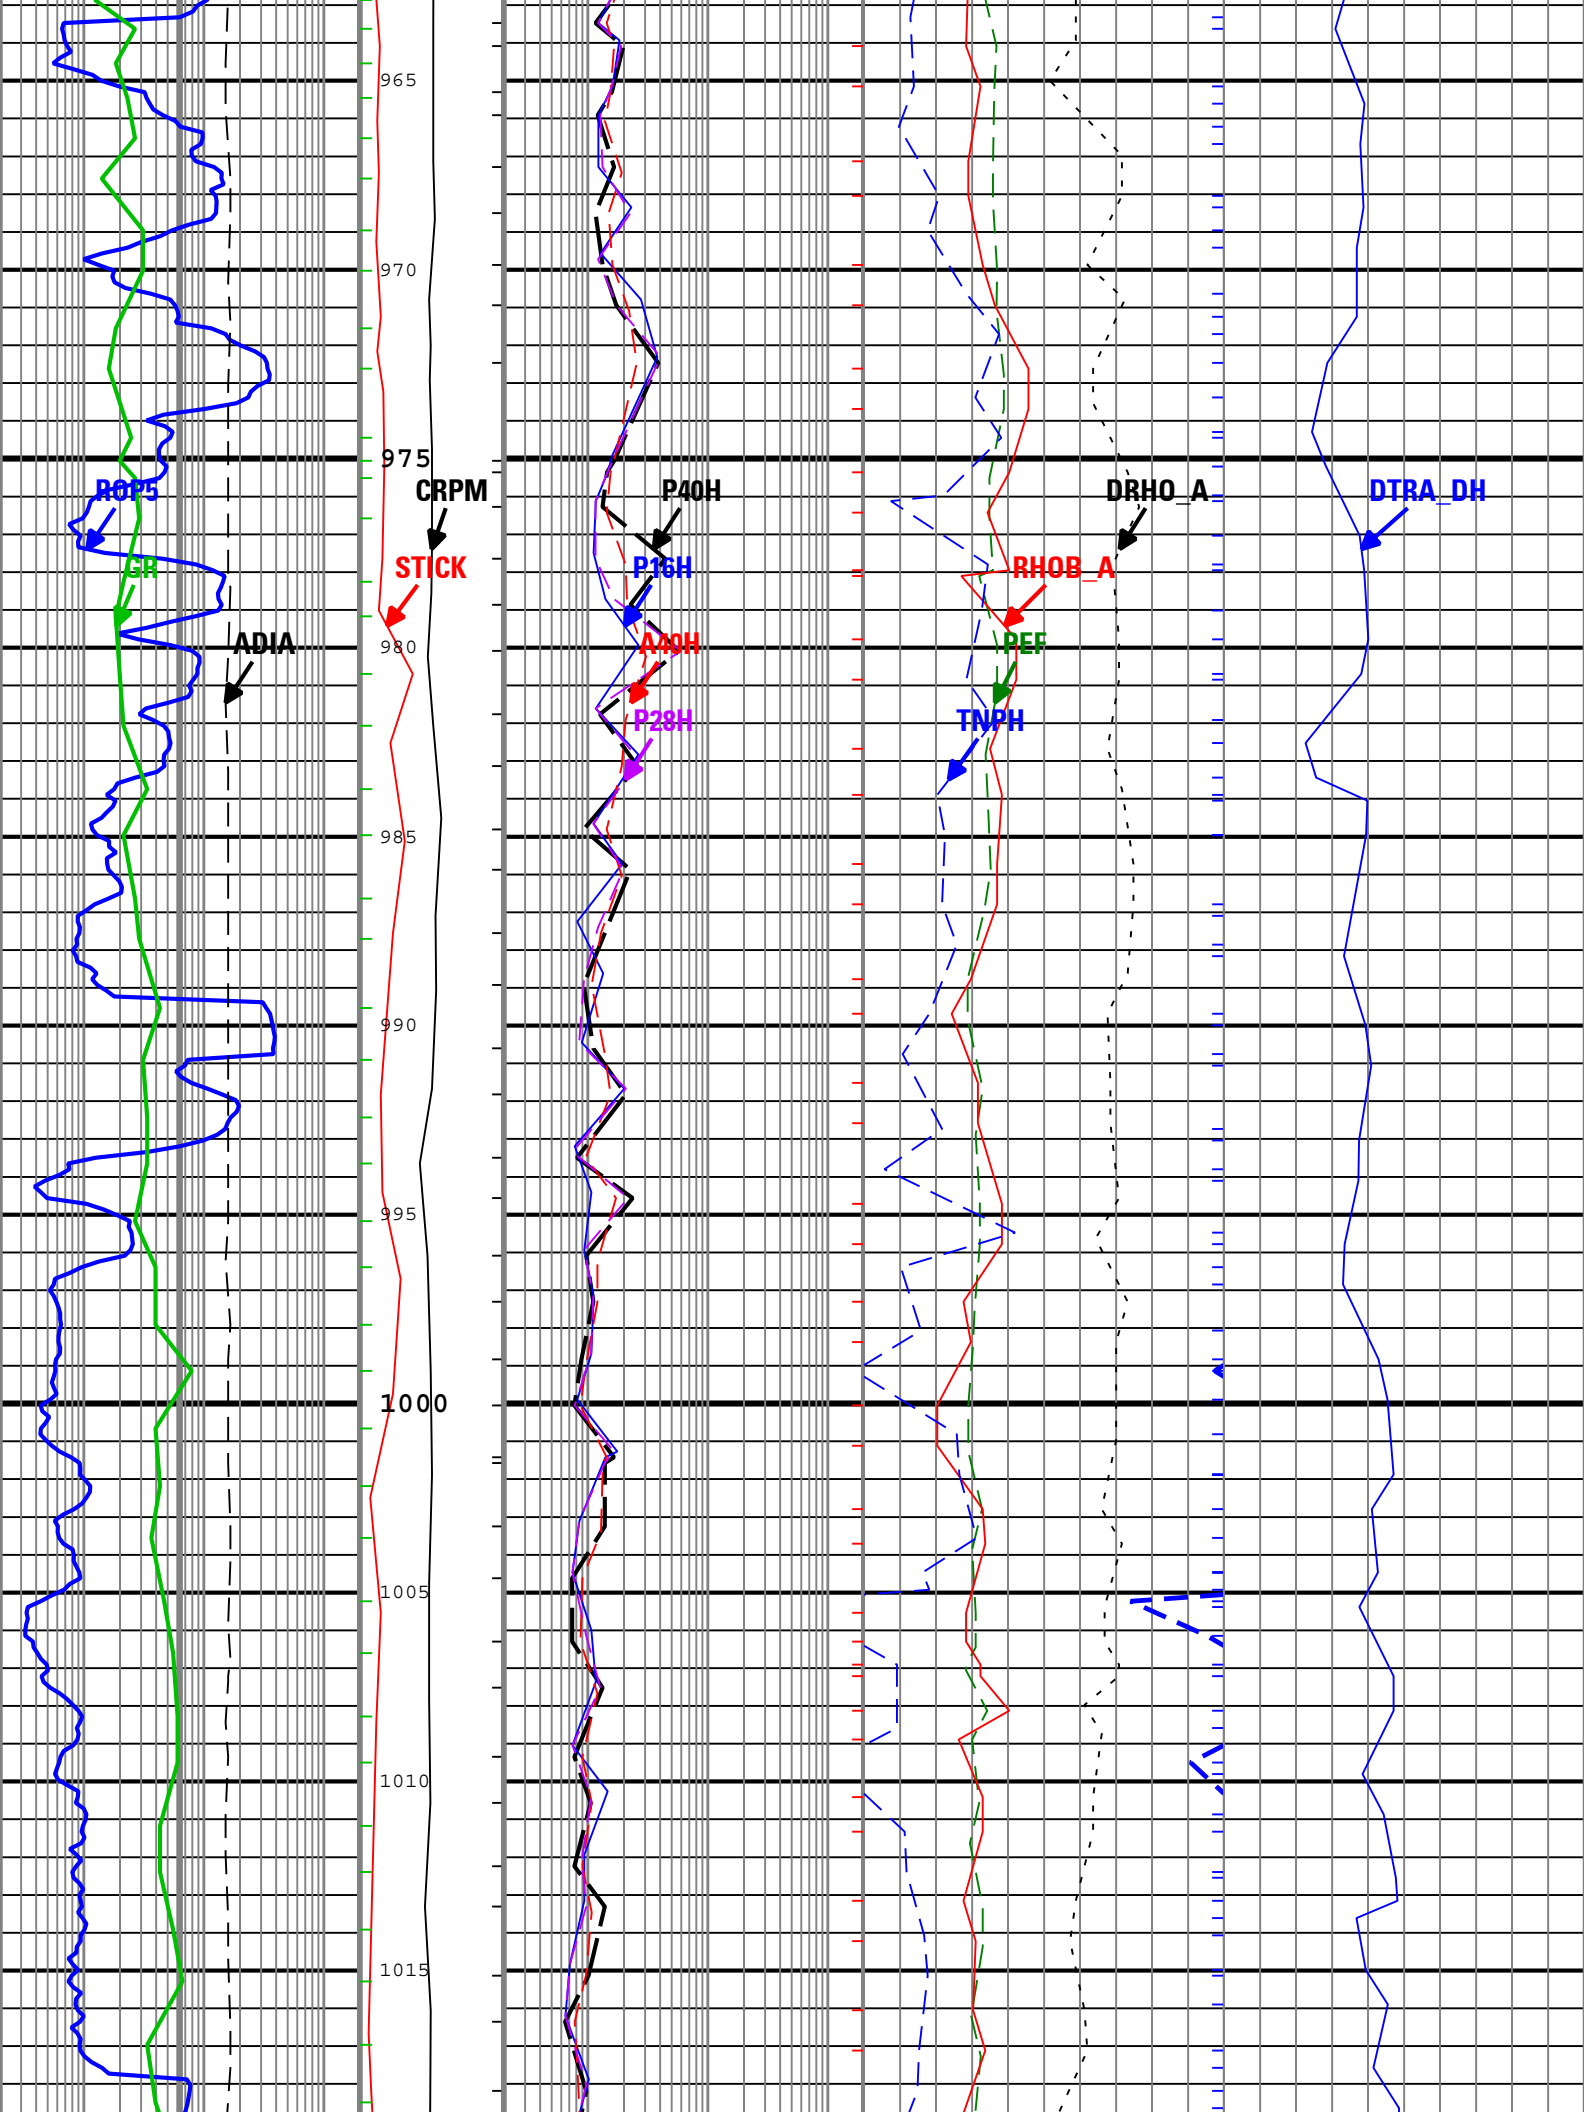 965
970
975
ROP5 CRPM P40H DRHO_A DTRA_DH
GR STICK P16H RHOB_A
ADIA 980 A40H PEF
P28H TNPH
985
990
995
1000
1005
1010
1015